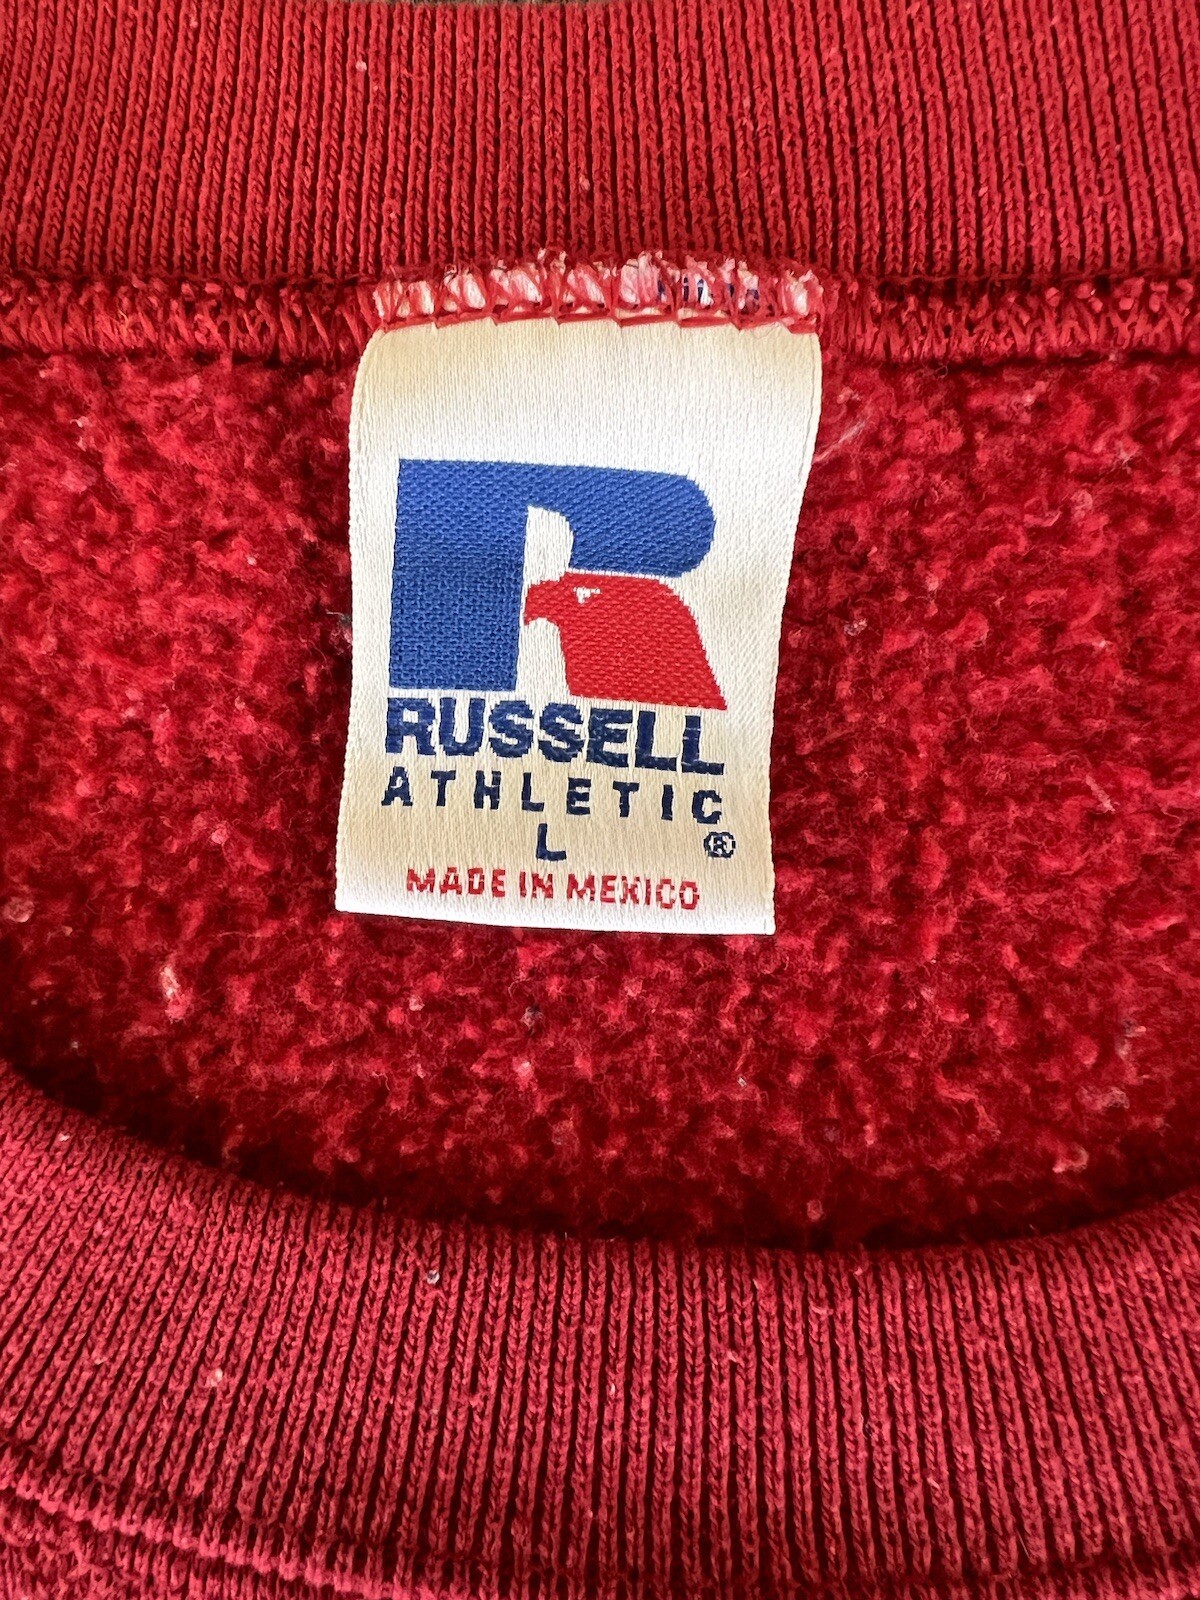 RUSSELL
ATHLETIC
L ®
MADE IN MEXICO